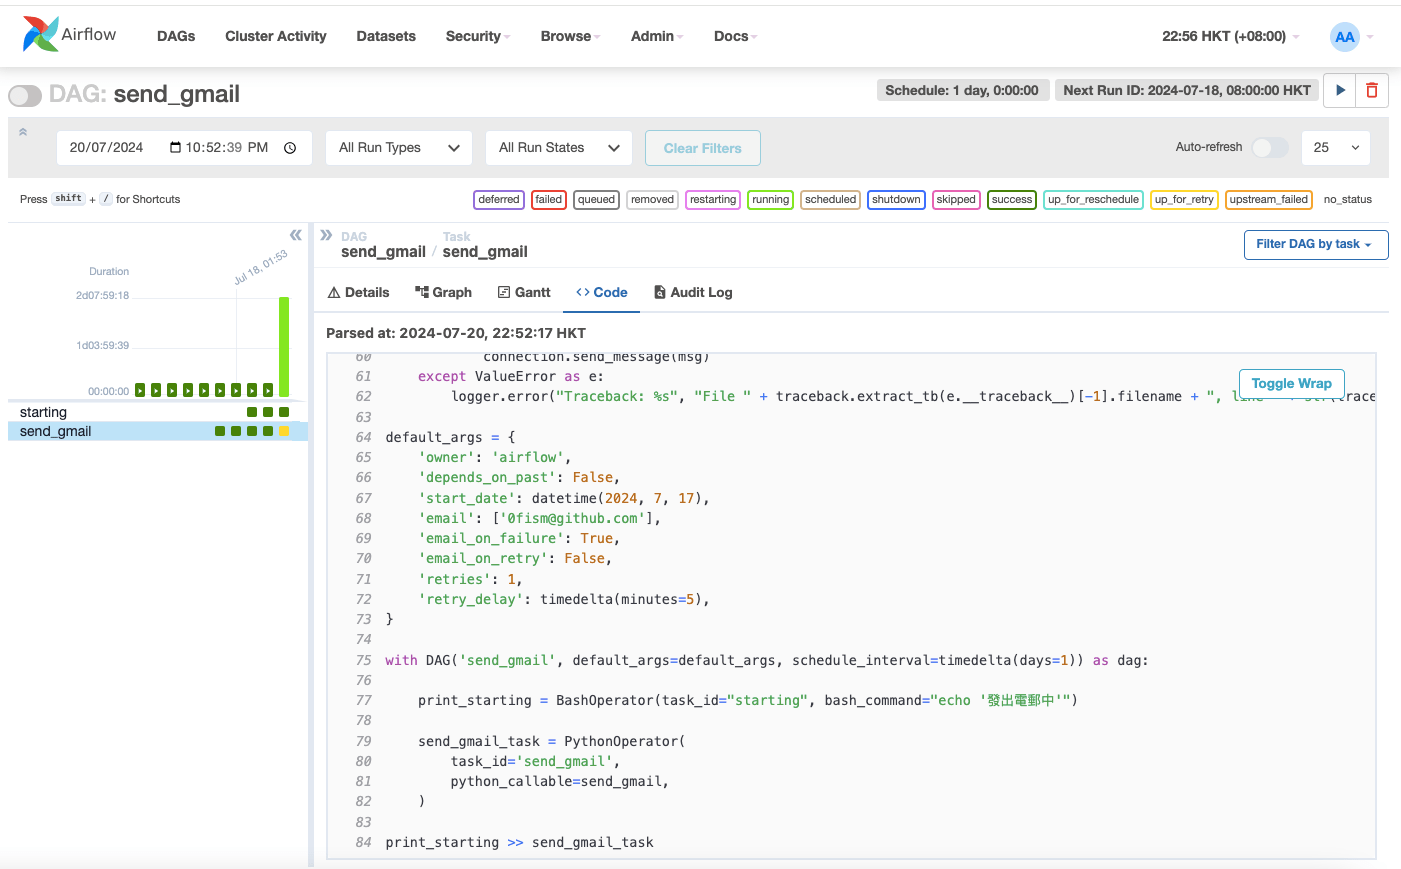 Airflow
DAGs Cluster Activity Datasets Security Browse Admin Docs 22:56 HKT (+08:00) AA
DAG: send_gmail
Schedule: 1 day, 0:00:00 Next Run ID: 2024-07-18, 08:00:00 HKT
20/07/2024 10:52:39 PM All Run Types All Run States Clear Filters Auto-refresh 25
Press shift + / for Shortcuts
deferred failed queued removed restarting running scheduled shutdown skipped success up_for_reschedule up_for_retry upstream_failed no_status
Jul 18, 01:53
Duration
2d07:59:18
1d03:59:39
00:00:00
starting
send_gmail
DAG Task
send_gmail / send_gmail
Filter DAG by task
Details Graph Gantt <> Code Audit Log
Parsed at: 2024-07-20, 22:52:17 HKT
Toggle Wrap
60 connection.send_message(msg)
61 except ValueError as e:
62 logger.error("Traceback: %s", "File " + traceback.extract_tb(e.__traceback__)[-1].filename + ",
63
64 default_args = {
65 'owner': 'airflow',
66 'depends_on_past': False,
67 'start_date': datetime(2024, 7, 17),
68 'email': ['0fism@github.com'],
69 'email_on_failure': True,
70 'email_on_retry': False,
71 'retries': 1,
72 'retry_delay': timedelta(minutes=5),
73 }
74
75 with DAG('send_gmail', default_args=default_args, schedule_interval=timedelta(days=1)) as dag:
76
77 print_starting = BashOperator(task_id="starting", bash_command="echo '發出電郵中'")
78
79 send_gmail_task = PythonOperator(
80 task_id='send_gmail',
81 python_callable=send_gmail,
82 )
83
84 print_starting >> send_gmail_task